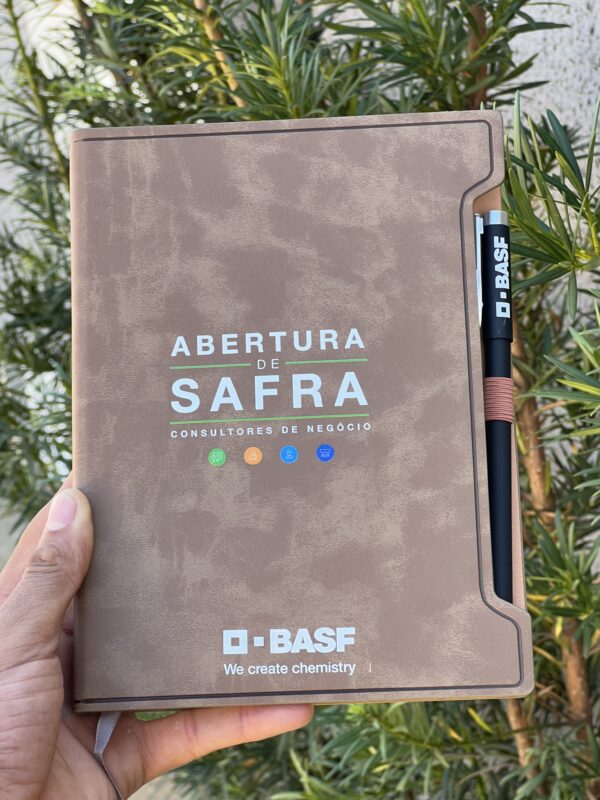 ABERTURA
DE
SAFRA
CONSULTORES DE NEGÓCIO
BASF
We create chemistry
BASF